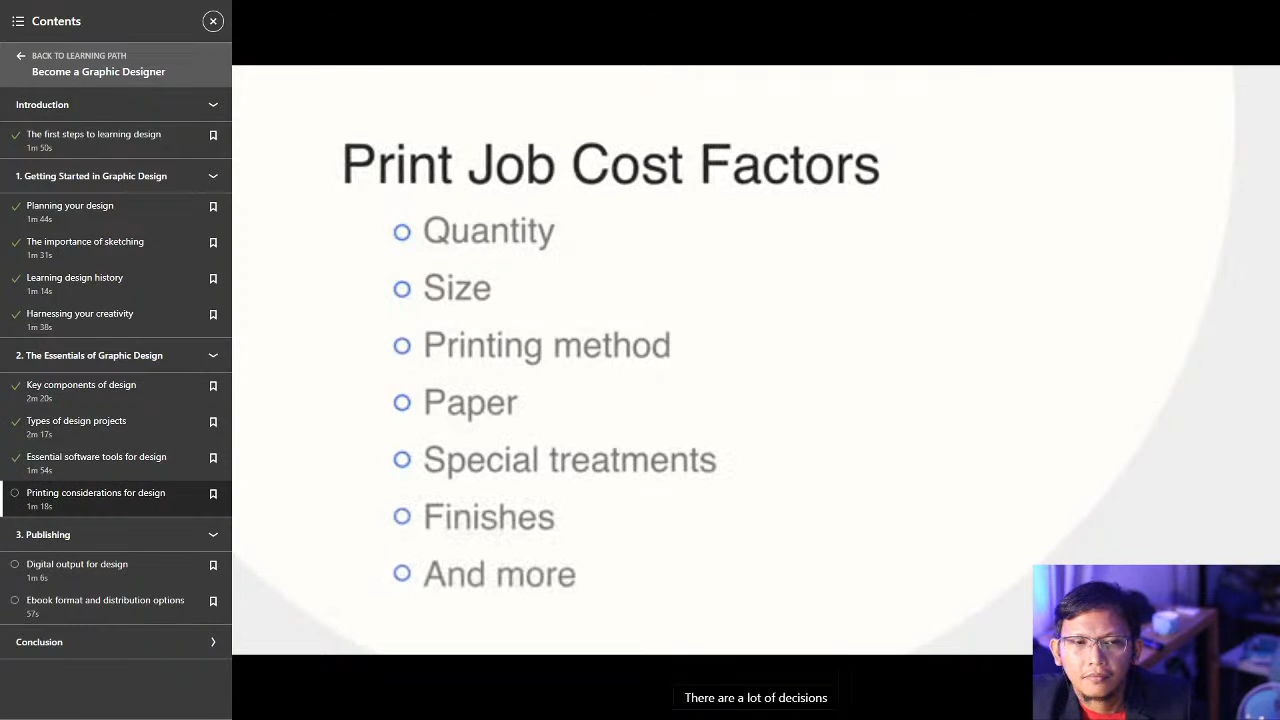 Contents
BACK TO LEARNING PATH
Become a Graphic Designer
Introduction
The first steps to learning design
1m 50s
1. Getting Started in Graphic Design
Planning your design
1m 44s
The importance of sketching
1m 31s
Learning design history
1m 14s
Harnessing your creativity
1m 38s
2. The Essentials of Graphic Design
Key components of design
2m 20s
Types of design projects
2m 17s
Essential software tools for design
1m 54s
Printing considerations for design
1m 18s
3. Publishing
Digital output for design
1m 6s
Ebook format and distribution options
57s
Conclusion
Print Job Cost Factors
Quantity
Size
Printing method
Paper
Special treatments
Finishes
And more
There are a lot of decisions